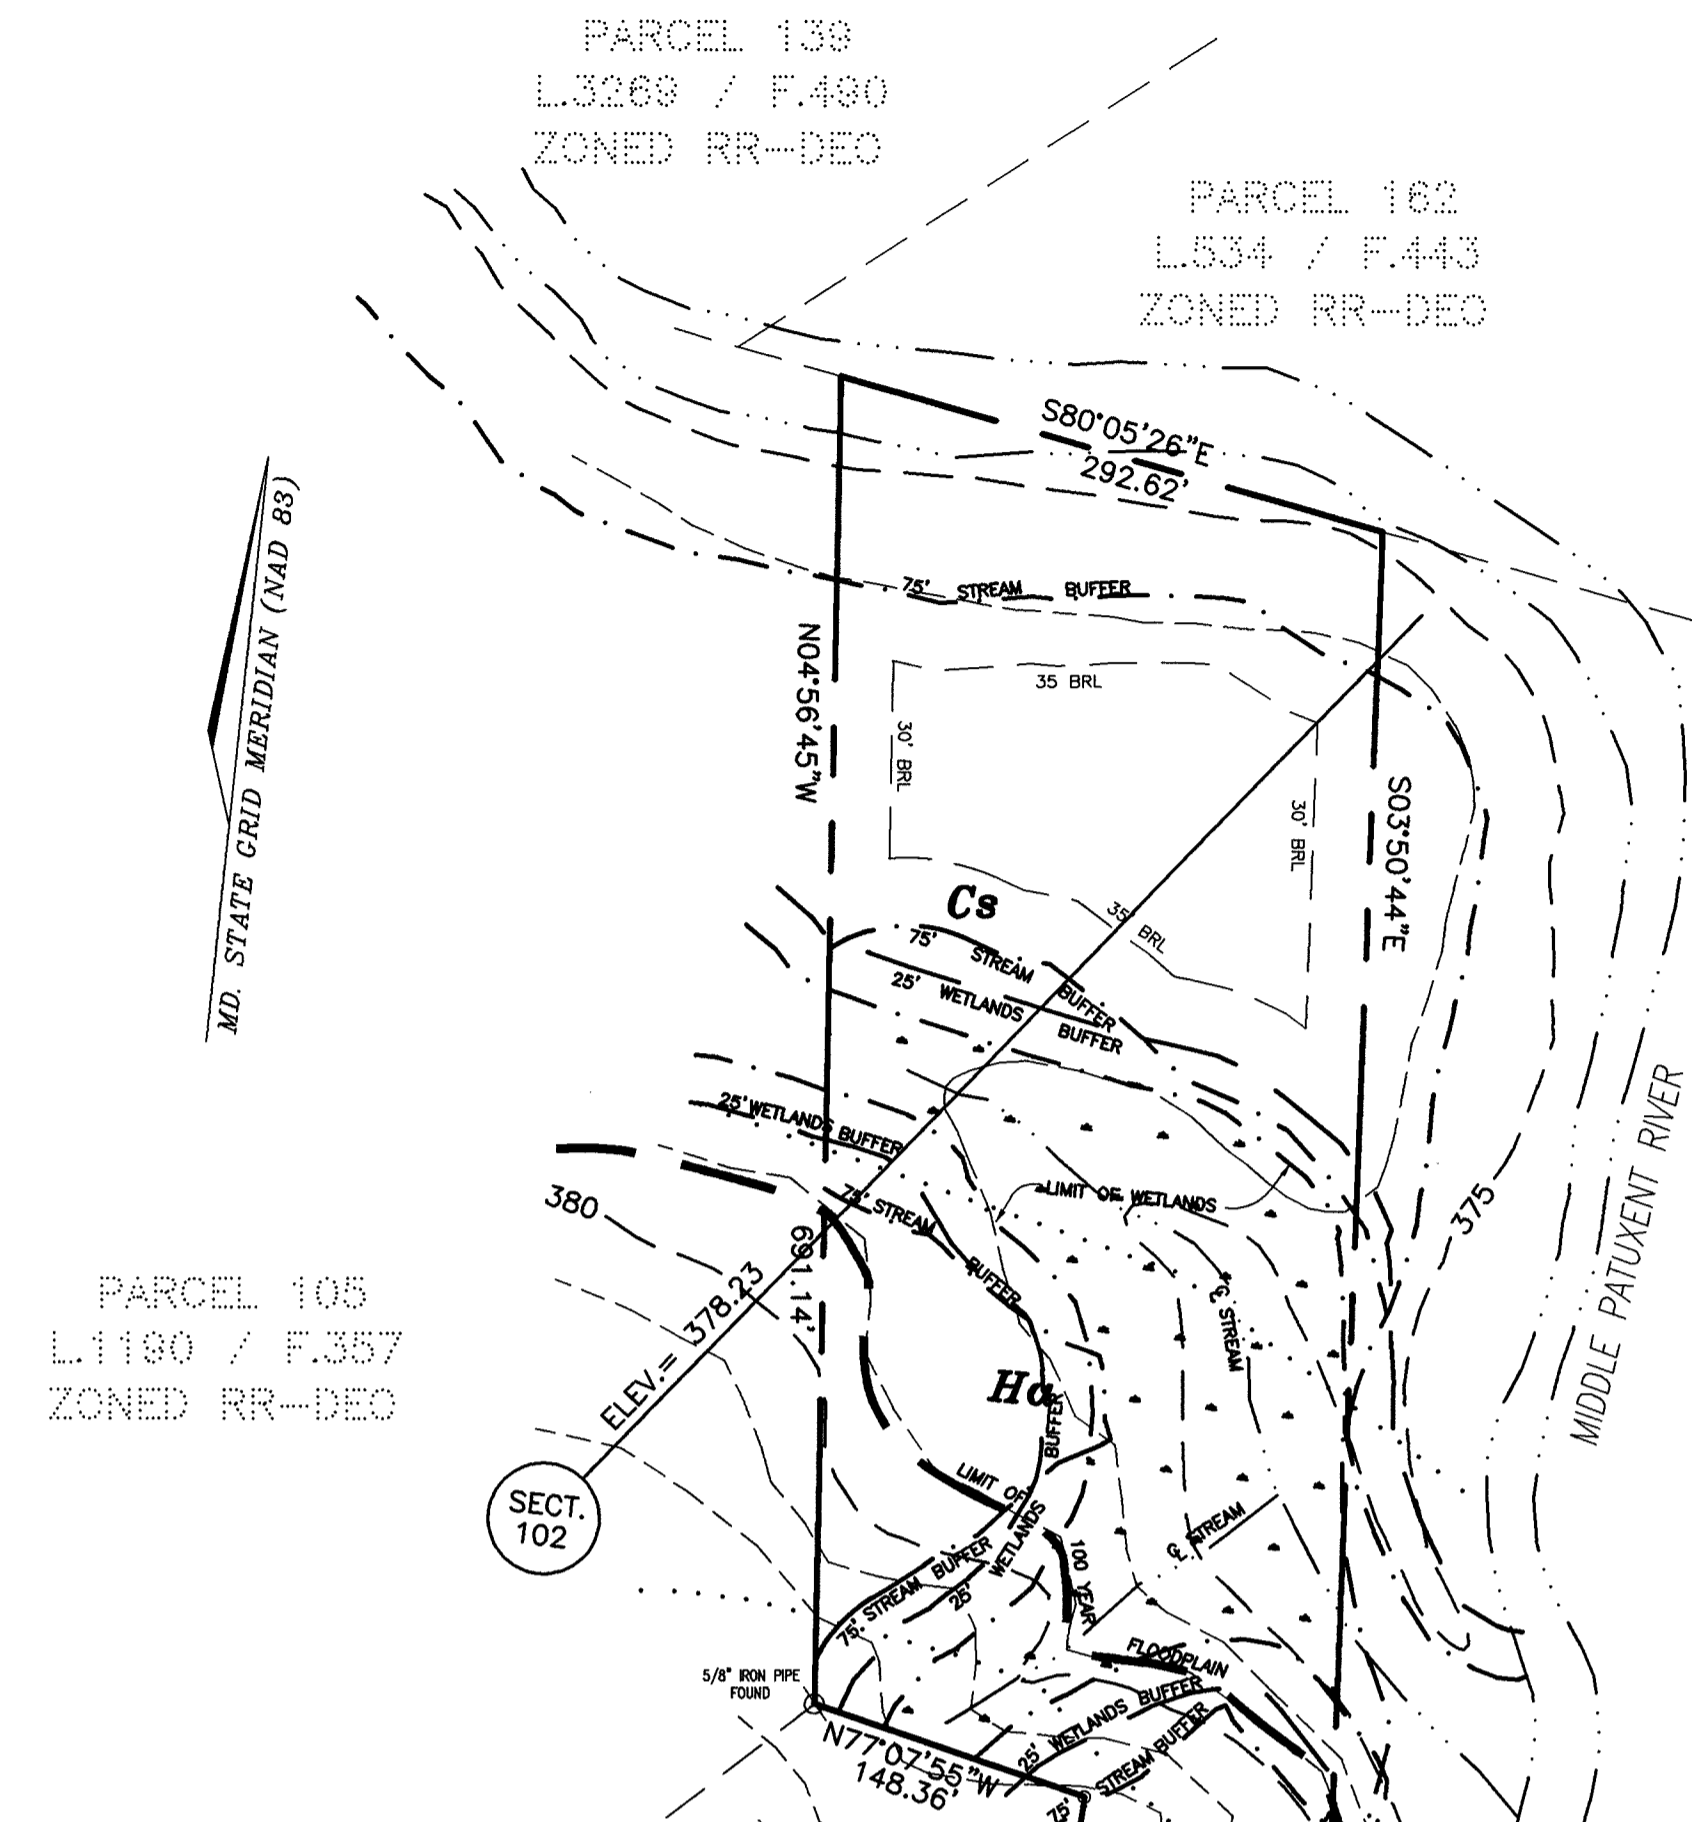 PARCEL 139
L.3269 / F.490
ZONED RR-DEO
PARCEL 162
L.534 / F.443
ZONED RR-DEO
S80°05'26"E
292.62'
MD. STATE GRID MERIDIAN (NAD 83)
75' STREAM BUFFER
N04°56'45"W
691.14'
35 BRL
30' BRL
30' BRL
S03°50'44"E
Cs
35' BRL
75' STREAM BUFFER
25' WETLANDS BUFFER
25' WETLANDS BUFFER
75' STREAM BUFFER
LIMIT OF WETLANDS
380
375
MIDDLE PATUXENT RIVER
PARCEL 105
L.1190 / F.357
ZONED RR-DEO
ELEV.= 378.23
SECT.
102
℄ STREAM
Ha
BUFFER
LIMIT OF
WETLANDS
℄ STREAM
100 YEAR
FLOODPLAIN
75' STREAM BUFFER
25'
5/8" IRON PIPE
FOUND
N77°07'55"W
148.36'
25' WETLANDS BUFFER
STREAM BUFFER
75'